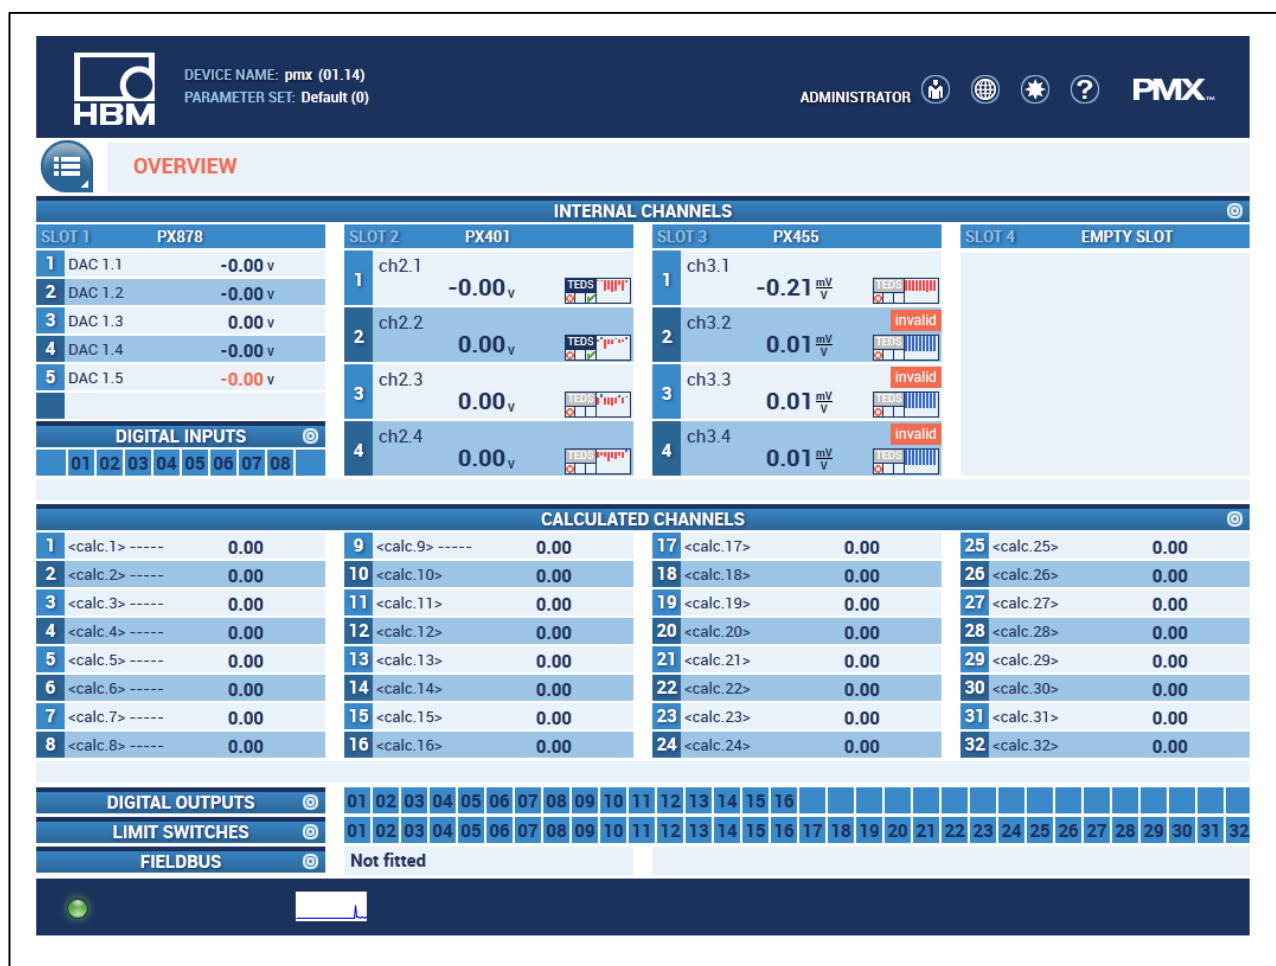 HBM
DEVICE NAME: pmx (01.14)
PARAMETER SET: Default (0)
ADMINISTRATOR
?
PMX™
OVERVIEW
INTERNAL CHANNELS
SLOT 1 PX878
1 DAC 1.1 -0.00 V
2 DAC 1.2 -0.00 V
3 DAC 1.3 0.00 V
4 DAC 1.4 -0.00 V
5 DAC 1.5 -0.00 V
DIGITAL INPUTS
01 02 03 04 05 06 07 08
SLOT 2 PX401
1 ch2.1 -0.00 V TEDS
2 ch2.2 0.00 V TEDS
3 ch2.3 0.00 V TEDS
4 ch2.4 0.00 V TEDS
SLOT 3 PX455
1 ch3.1 -0.21 mV/V TEDS
2 ch3.2 invalid 0.01 mV/V TEDS
3 ch3.3 invalid 0.01 mV/V TEDS
4 ch3.4 invalid 0.01 mV/V TEDS
SLOT 4 EMPTY SLOT
CALCULATED CHANNELS
1 <calc.1> ----- 0.00
2 <calc.2> ----- 0.00
3 <calc.3> ----- 0.00
4 <calc.4> ----- 0.00
5 <calc.5> ----- 0.00
6 <calc.6> ----- 0.00
7 <calc.7> ----- 0.00
8 <calc.8> ----- 0.00
9 <calc.9> ----- 0.00
10 <calc.10> 0.00
11 <calc.11> 0.00
12 <calc.12> 0.00
13 <calc.13> 0.00
14 <calc.14> 0.00
15 <calc.15> 0.00
16 <calc.16> 0.00
17 <calc.17> 0.00
18 <calc.18> 0.00
19 <calc.19> 0.00
20 <calc.20> 0.00
21 <calc.21> 0.00
22 <calc.22> 0.00
23 <calc.23> 0.00
24 <calc.24> 0.00
25 <calc.25> 0.00
26 <calc.26> 0.00
27 <calc.27> 0.00
28 <calc.28> 0.00
29 <calc.29> 0.00
30 <calc.30> 0.00
31 <calc.31> 0.00
32 <calc.32> 0.00
DIGITAL OUTPUTS 01 02 03 04 05 06 07 08 09 10 11 12 13 14 15 16
LIMIT SWITCHES 01 02 03 04 05 06 07 08 09 10 11 12 13 14 15 16 17 18 19 20 21 22 23 24 25 26 27 28 29 30 31 32
FIELDBUS Not fitted